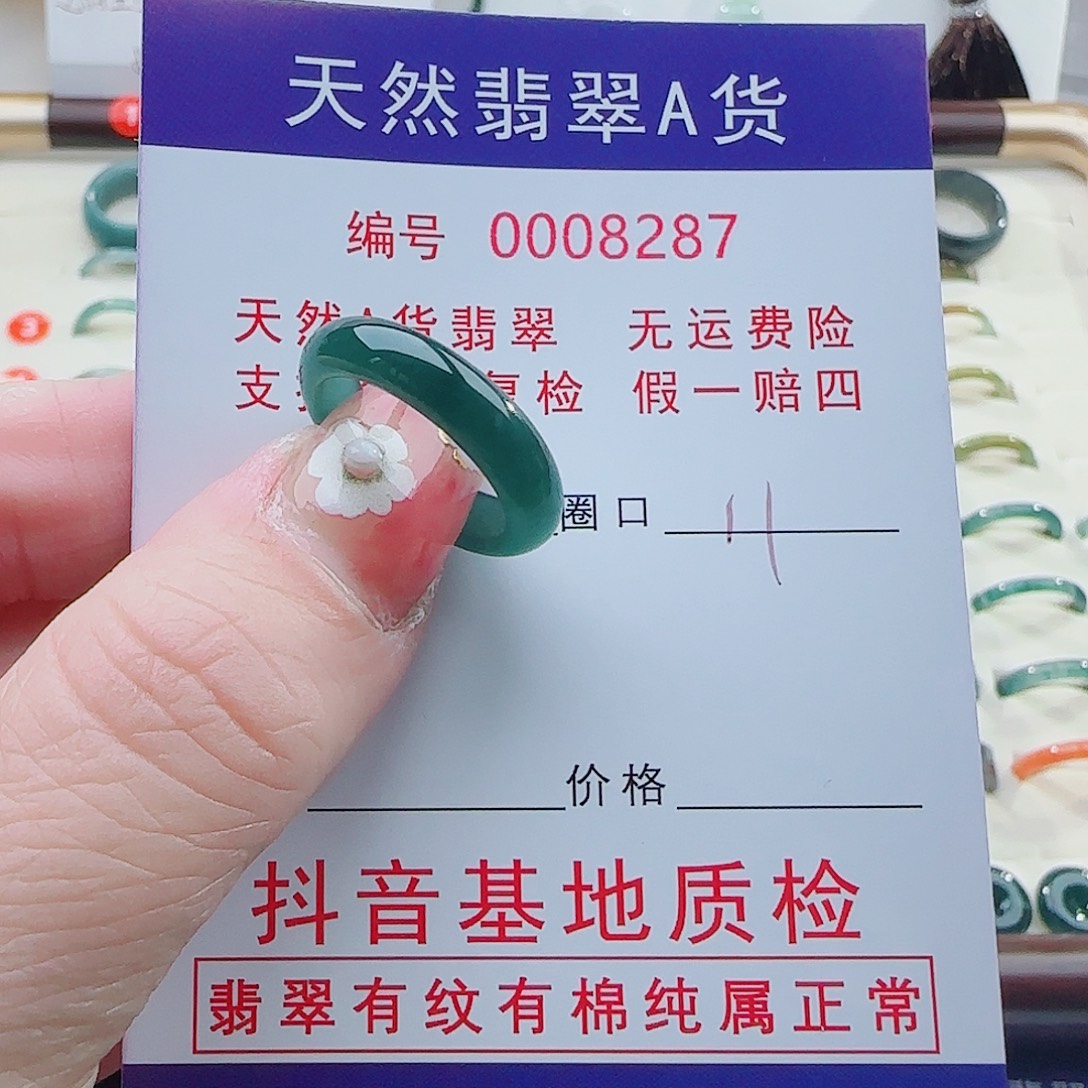 天然翡翠A货
编号 0008287
天然A货翡翠 无运费险
支 复检 假一赔四
圈口 11
价格
抖音基地质检
翡翠有纹有棉纯属正常
3